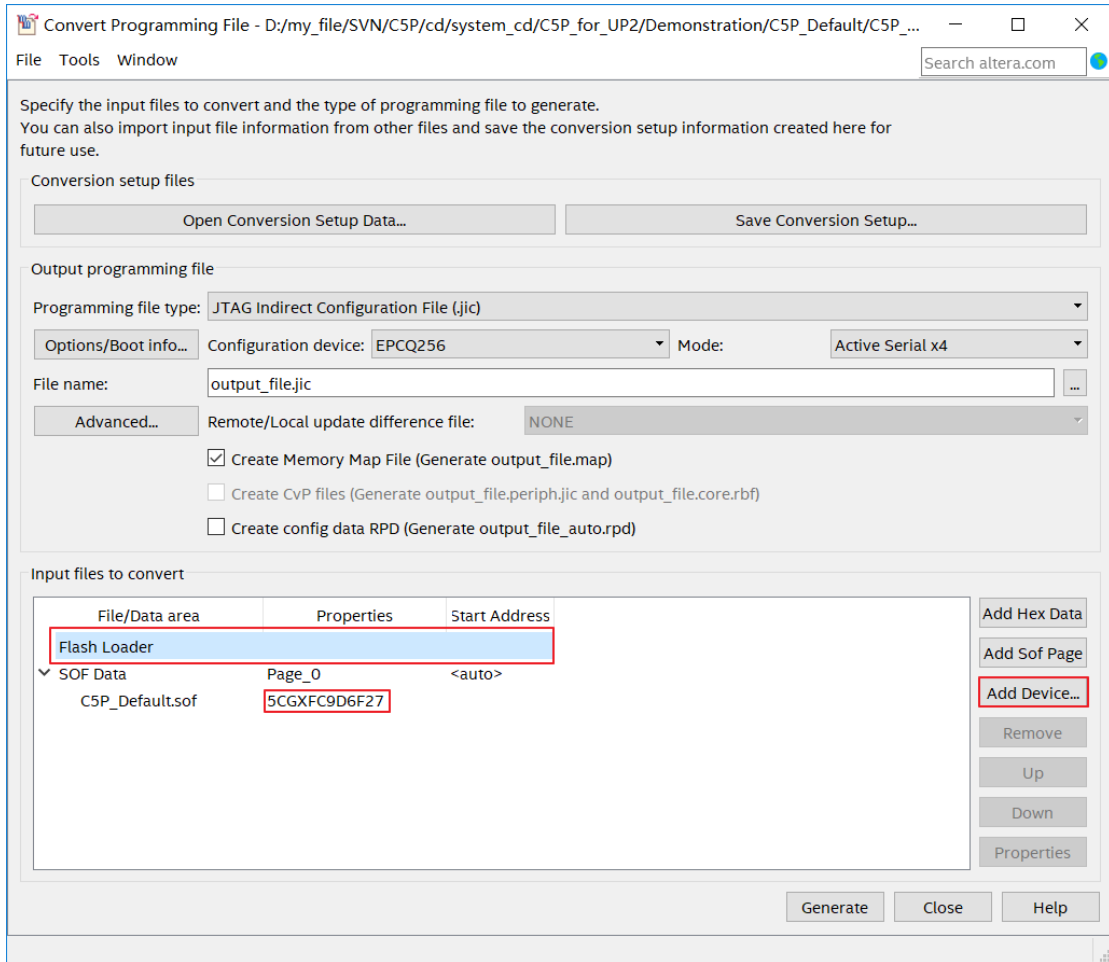 Convert Programming File - D:/my_file/SVN/C5P/cd/system_cd/C5P_for_UP2/Demonstration/C5P_Default/C5P_...
File Tools Window
Search altera.com
Specify the input files to convert and the type of programming file to generate.
You can also import input file information from other files and save the conversion setup information created here for
future use.
Conversion setup files
Open Conversion Setup Data...
Save Conversion Setup...
Output programming file
Programming file type: JTAG Indirect Configuration File (.jic)
Options/Boot info... Configuration device: EPCQ256 Mode: Active Serial x4
File name: output_file.jic ...
Advanced... Remote/Local update difference file: NONE
Create Memory Map File (Generate output_file.map)
Create CvP files (Generate output_file.periph.jic and output_file.core.rbf)
Create config data RPD (Generate output_file_auto.rpd)
Input files to convert
File/Data area Properties Start Address
Flash Loader
SOF Data Page_0 <auto>
C5P_Default.sof 5CGXFC9D6F27
Add Hex Data
Add Sof Page
Add Device...
Remove
Up
Down
Properties
Generate Close Help